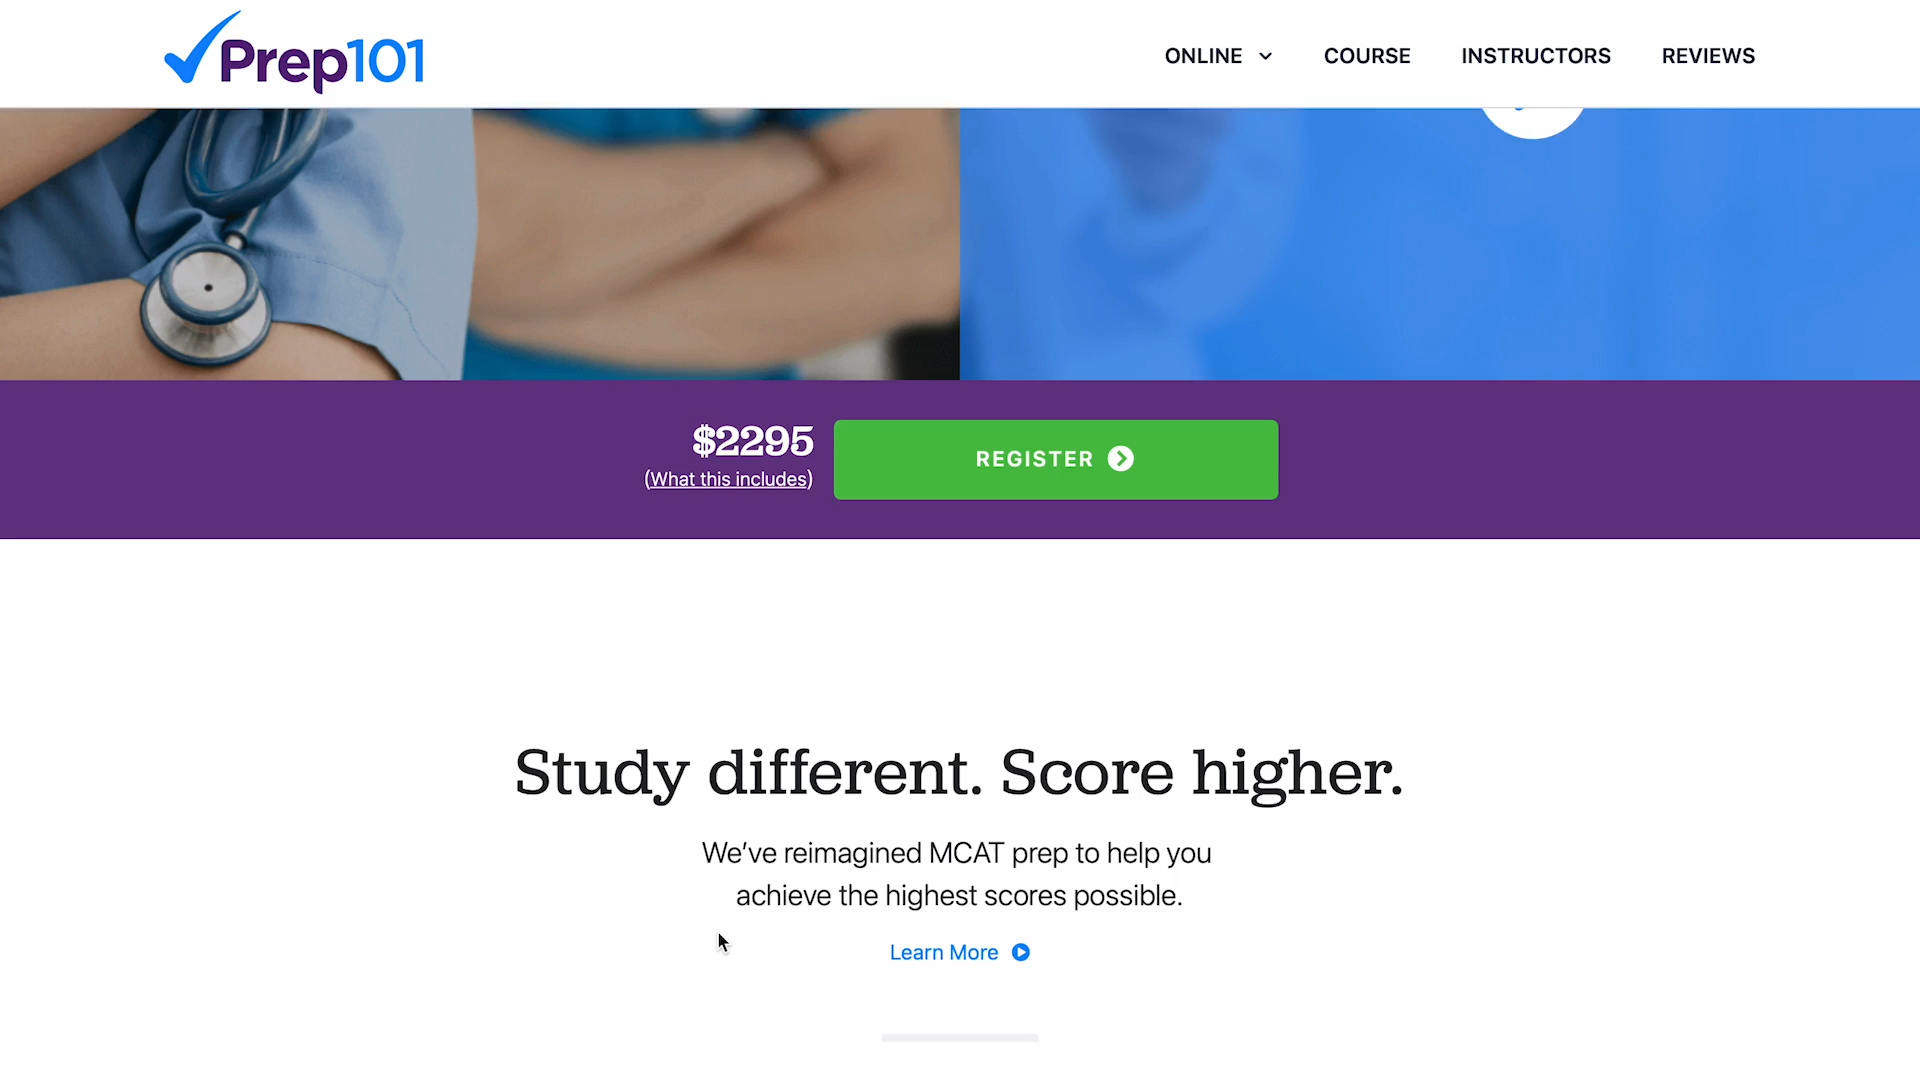 Prep101
ONLINE
COURSE
INSTRUCTORS
REVIEWS
$2295
(What this includes)
REGISTER
Study different. Score higher.
We've reimagined MCAT prep to help you
achieve the highest scores possible.
Learn More